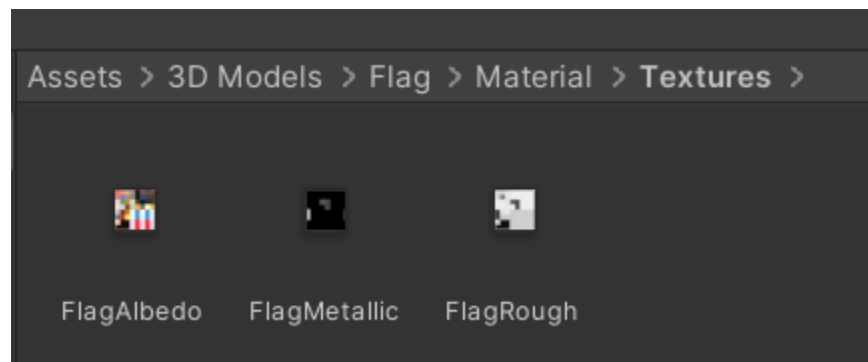 Assets > 3D Models > Flag > Material > Textures >
FlagAlbedo FlagMetallic FlagRough